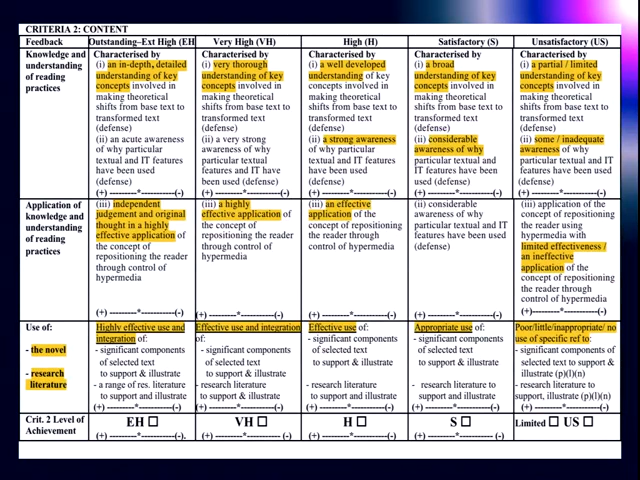 CRITERIA 2: CONTENT
Feedback
Outstanding–Ext High (EH
Very High (VH)
High (H)
Satisfactory (S)
Unsatisfactory (US)
Knowledge and
understanding
of reading
practices
Characterised by
(i) an in-depth, detailed
understanding of key
concepts involved in
making theoretical
shifts from base text to
transformed text
(defense)
(ii) an acute awareness
of why particular
textual and IT features
have been used
(defense)
(+) ---------*-----------(-)
Characterised by
(i) very thorough
understanding of key
concepts involved in
making theoretical
shifts from base text to
transformed text
(defense)
(ii) a very strong
awareness of why
particular textual and IT
features have been
used (defense)
(+) ---------*-----------(-)
Characterised by
(i) a well developed
understanding of key
concepts involved in
making theoretical
shifts from base text to
transformed text
(defense)
(ii) a strong awareness
of why particular
textual and IT features
have been used
(defense)
(+) ---------*-----------(-)
Characterised by
(i) a broad
understanding of key
concepts involved in
making theoretical
shifts from base text to
transformed text
(defense)
(ii) considerable
awareness of why
particular textual and IT
features have been used
(defense)
(+) ---------*-----------(-)
Characterised by
(i) a partial / limited
understanding of key
concepts involved in
making theoretical
shifts from base text to
transformed text
(defense)
(ii) some / inadequate
awareness of why
particular textual and IT
features have been used
(defense)
(+) ---------*-----------(-)
Application of
knowledge and
understanding
of reading
practices
(iii) independent
judgement and original
thought in a highly
effective application of
the concept of
repositioning the reader
through control of
hypermedia
(+) ---------*-----------(-)
(iii) a highly
effective application of
the concept of
repositioning the reader
through control of
hypermedia
(+) ---------*-----------(-)
(iii) an effective
application of the
concept of repositioning
the reader through
control of hypermedia
(+) ---------*-----------(-)
(ii) considerable
awareness of why
particular textual and IT
features have been used
(defense)
(+) ---------*-----------(-)
(iii) application of the
concept of repositioning
the reader using
hypermedia with
limited effectiveness /
an ineffective
application of the
concept of repositioning
the reader through
control of hypermedia
(+)---------*-----------(-)
Use of:
- the novel
- research
literature
Highly effective use and
integration of:
- significant components
of selected text
to support & illustrate
- a range of res. literature
to support and illustrate
(+) ---------*-----------(-)
Effective use and integration
of:
- significant components
of selected text
to support & illustrate
- research literature
to support & illustrate
(+) ---------*-----------(-)
Effective use of:
- significant components
of selected text
to support & illustrate
- research literature
to support and illustrate
(+) ---------*-----------(-)
Appropriate use of:
- significant components
of selected text
to support & illustrate
- research literature to
support and illustrate
(+) ---------*-----------(-)
Poor/little/inappropriate/ no
use of specific ref to:
- significant components of
selected text to support &
illustrate (p)(l)(n)
- research literature to
support, illustrate (p)(l)(n)
(+) ---------*-----------(-)
Crit. 2 Level of
Achievement
EH ☐
(+) ---------*-----------(-).
VH ☐
(+) ---------*----------- (-)
H ☐
(+) ---------*-----------(-)
S ☐
(+) ---------*----------- (-)
Limited ☐ US ☐
(+) ---------*-----------(-)